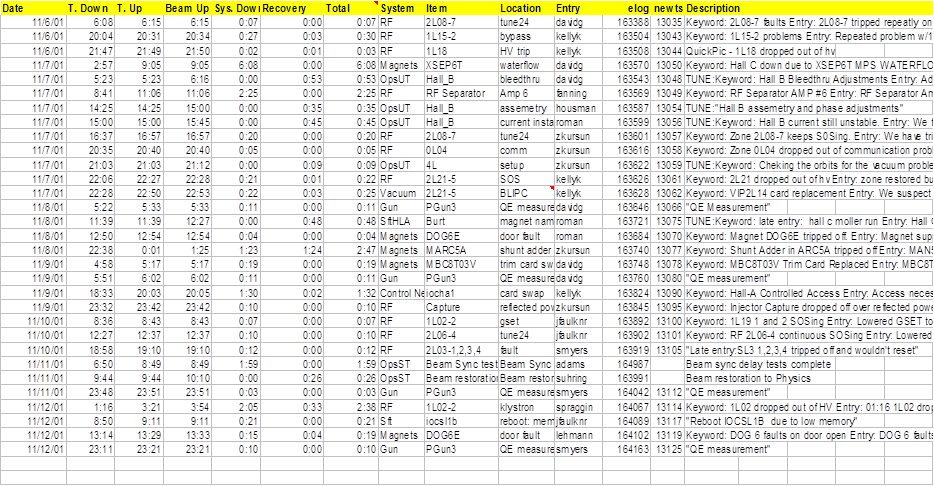 Date T. Down T. Up Beam Up Sys. Down Recovery Total System Item Location Entry elog newts Description
11/6/01 6:08 6:15 6:15 0:07 0:00 0:07 RF 2L08-7 tune24 davidg 163388 13035 Keyword: 2L08-7 faults Entry: 2L08-7 tripped repeatly on
11/6/01 20:04 20:31 20:34 0:27 0:03 0:30 RF 1L15-2 bypass kellyk 163504 13043 Keyword: 1L15-2 problems Entry: Repeated problem w/1
11/6/01 21:47 21:49 21:50 0:02 0:01 0:03 RF 1L18 HV trip kellyk 163508 13044 QuickPic - 1L18 dropped out of hv
11/7/01 2:57 9:05 9:05 6:08 0:00 6:08 Magnets XSEP6T waterflow davidg 163570 13050 Keyword: Hall C down due to XSEP6T MPS WATERFLO
11/7/01 5:23 5:23 6:16 0:00 0:53 0:53 OpsUT Hall_B bleedthru davidg 163543 13048 TUNE:Keyword: Hall B Bleedthru Adjustments Entry: Ad
11/7/01 8:41 11:06 11:06 2:25 0:00 2:25 RF RF Separator Amp 6 fanning 163569 13049 Keyword: RF Separator AMP #6 Entry: RF Separator Am
11/7/01 14:25 14:25 15:00 0:00 0:35 0:35 OpsUT Hall_B assemetry housman 163587 13054 TUNE:"Hall B assemetry and phase adjustments"
11/7/01 15:00 15:00 15:45 0:00 0:45 0:45 OpsUT Hall_B current insta roman 163599 13056 TUNE:Keyword: Hall B current still unstable. Entry: We t
11/7/01 16:37 16:57 16:57 0:20 0:00 0:20 RF 2L08-7 tune24 zkursun 163601 13057 Keyword: Zone 2L08-7 keeps SOSing. Entry: We have tri
11/7/01 20:35 20:40 20:40 0:05 0:00 0:05 RF 0L04 comm zkursun 163616 13058 Keyword: Zone 0L04 dropped out of communication probl
11/7/01 21:03 21:03 21:12 0:00 0:09 0:09 OpsUT 4L setup zkursun 163622 13059 TUNE:Keyword: Cheking the orbits for the vacuum proble
11/7/01 22:06 22:27 22:28 0:21 0:01 0:22 RF 2L21-5 SOS kellyk 163626 13061 Keyword: 2L21 dropped out of hv Entry: zone restored bu
11/7/01 22:28 22:50 22:53 0:22 0:03 0:25 Vacuum 2L21-5 BLIPC kellyk 163628 13062 Keyword: VIP2L14 card replacement Entry: We suspect
11/8/01 5:22 5:33 5:33 0:11 0:00 0:11 Gun PGun3 QE measure davidg 163646 13066 "QE Measurement"
11/8/01 11:39 11:39 12:27 0:00 0:48 0:48 SftHLA Burt magnet nam roman 163721 13075 TUNE:Keyword: late entry: hall c moller run Entry: Hall
11/8/01 12:50 12:54 12:54 0:04 0:00 0:04 Magnets DOG6E door fault roman 163684 13070 Keyword: Magnet DOG6E tripped off. Entry: Magnet sup
11/8/01 22:38 0:01 1:25 1:23 1:24 2:47 Magnets MARC5A shunt adder zkursun 163740 13077 Keyword: Shunt Adder in ARC5A tripped off Entry: MAN5
11/9/01 4:58 5:17 5:17 0:19 0:00 0:19 Magnets MBC8T03V trim card sw davidg 163748 13078 Keyword: MBC8T03V Trim Card Replaced Entry: MBC8T
11/9/01 5:51 6:02 6:02 0:11 0:00 0:11 Gun PGun3 QE measure davidg 163760 13080 "QE measurement"
11/9/01 18:33 20:03 20:05 1:30 0:02 1:32 Control Ne iocha1 card swap kellyk 163824 13090 Keyword: Hall-A Controlled Access Entry: Access neces
11/9/01 23:32 23:42 23:42 0:10 0:00 0:10 RF Capture reflected pow zkursun 163845 13095 Keyword: Injector Capture dropped off over reflected powe
11/10/01 8:36 8:43 8:43 0:07 0:00 0:07 RF 1L02-2 gset jfaulknr 163892 13100 Keyword: 1L19 1 and 2 SOSing Entry: Lowered GSET to
11/10/01 12:27 12:37 12:37 0:10 0:00 0:10 RF 2L06-4 tune24 jfaulknr 163902 13101 Keyword: RF 2L06-4 continuous SOSing Entry: Lowered
11/10/01 18:58 19:10 19:10 0:12 0:00 0:12 RF 2L03-1,2,3,4 fault smyers 163919 13105 "Late entry:SL3 1,2,3,4 tripped off and wouldn't reset"
11/11/01 6:50 8:49 8:49 1:59 0:00 1:59 OpsST Beam Sync test Beam Sync adams 164987 Beam sync delay tests complete
11/11/01 9:44 9:44 10:10 0:00 0:26 0:26 OpsST Beam restoration Beam restor suhring 163991 Beam restoration to Physics
11/11/01 23:48 23:51 23:51 0:03 0:00 0:03 Gun PGun3 QE measure smyers 164042 13112 "QE measurement"
11/12/01 1:16 3:21 3:54 2:05 0:33 2:38 RF 1L02-2 klystron spraggin 164067 13114 Keyword: 1L02 dropped out of HV Entry: 01:16 1L02 drop
11/12/01 8:50 9:11 9:11 0:21 0:00 0:21 Sft iocsl1b reboot: mem jfaulknr 164089 13117 "Reboot IOCSL1B due to low memory"
11/12/01 13:14 13:29 13:33 0:15 0:04 0:19 Magnets DOG6E door fault lehmann 164102 13119 Keyword: DOG 6 faults on door open Entry: DOG 6 faults
11/12/01 23:11 23:21 23:21 0:10 0:00 0:10 Gun PGun3 QE measure smyers 164163 13125 "QE measurement"